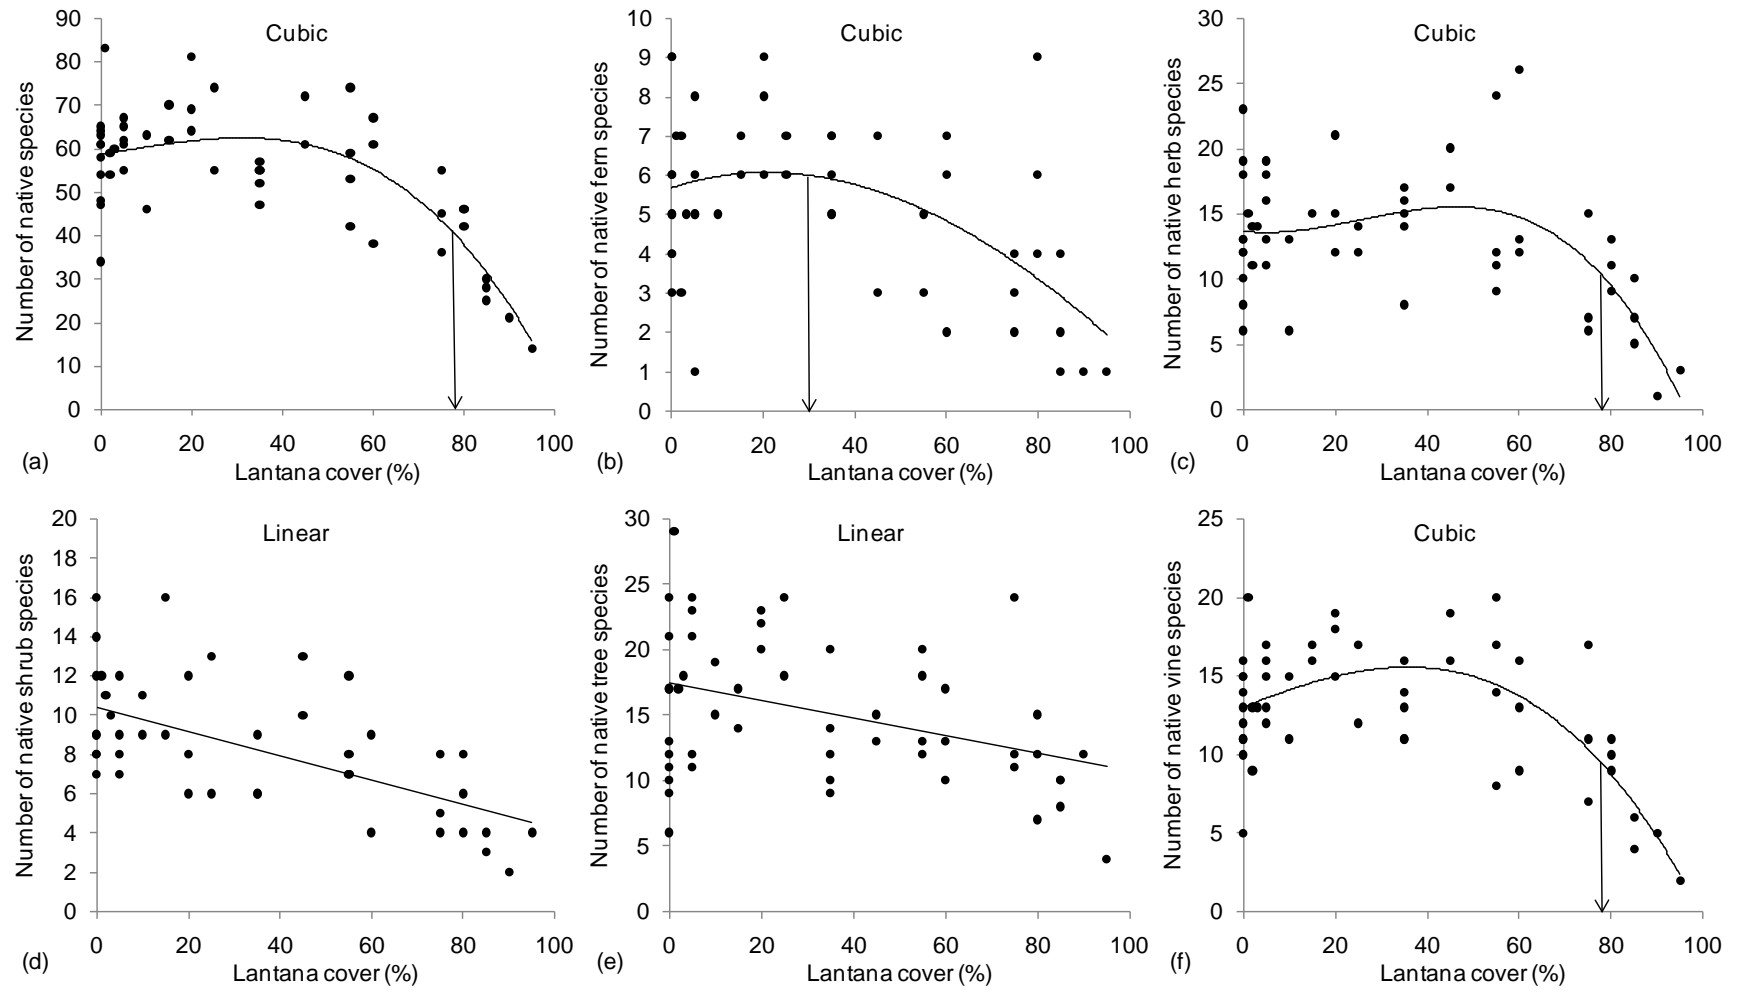 Cubic
Number of native species
90
80
70
60
50
40
30
20
10
0
0 20 40 60 80 100
(a)
Lantana cover (%)
Cubic
Number of native fern species
10
9
8
7
6
5
4
3
2
1
0
0 20 40 60 80 100
(b)
Lantana cover (%)
Cubic
Number of native herb species
30
25
20
15
10
5
0
0 20 40 60 80 100
(c)
Lantana cover (%)
Linear
Number of native shrub species
20
18
16
14
12
10
8
6
4
2
0
0 20 40 60 80 100
(d)
Lantana cover (%)
Linear
Number of native tree species
30
25
20
15
10
5
0
0 20 40 60 80 100
(e)
Lantana cover (%)
Cubic
Number of native vine species
25
20
15
10
5
0
0 20 40 60 80 100
(f)
Lantana cover (%)